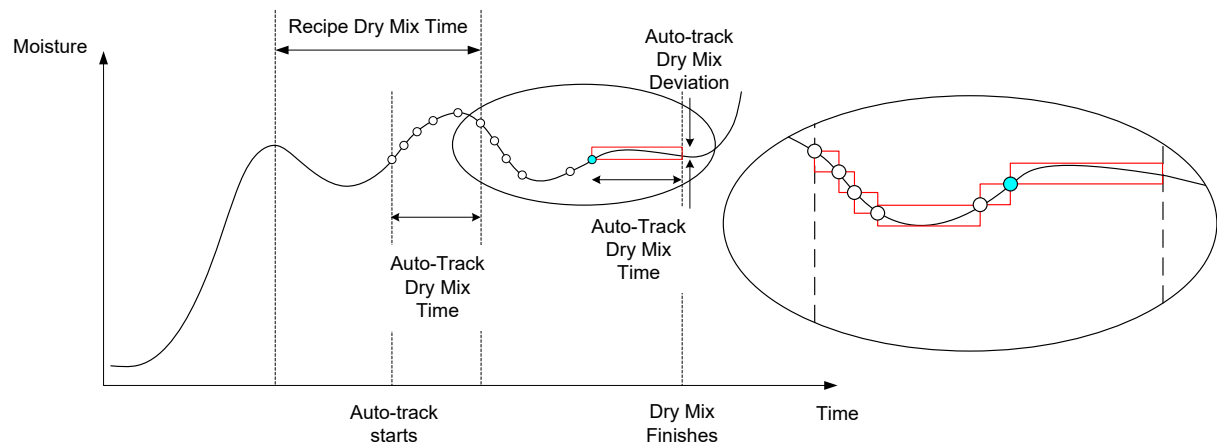 Recipe Dry Mix Time
Moisture
Auto-track
Dry Mix
Deviation
Auto-Track
Dry Mix
Time
Auto-Track
Dry Mix
Time
Auto-track
starts
Dry Mix
Finishes
Time